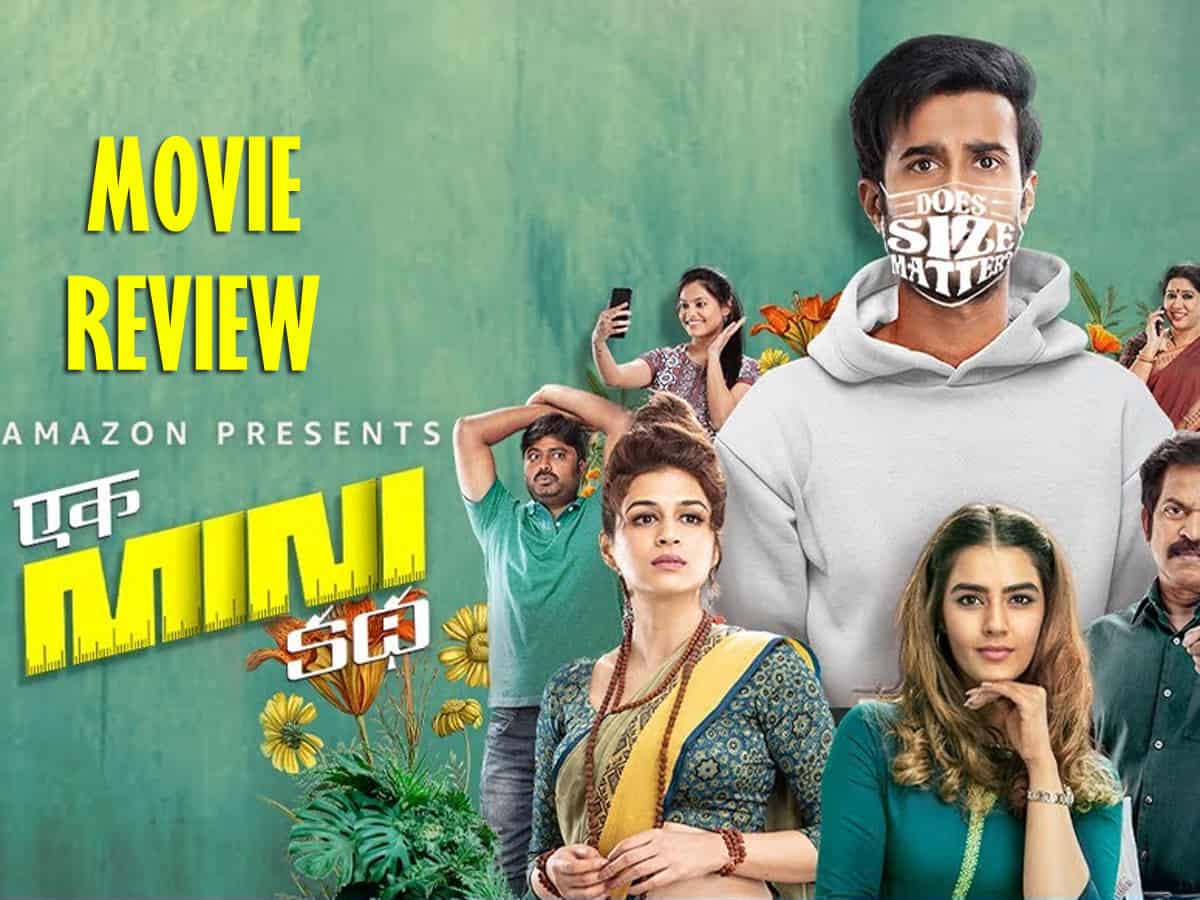 MOVIE
REVIEW
AMAZON PRESENTS
एक
MINI
కథ
DOES
SIZE
MATTER?